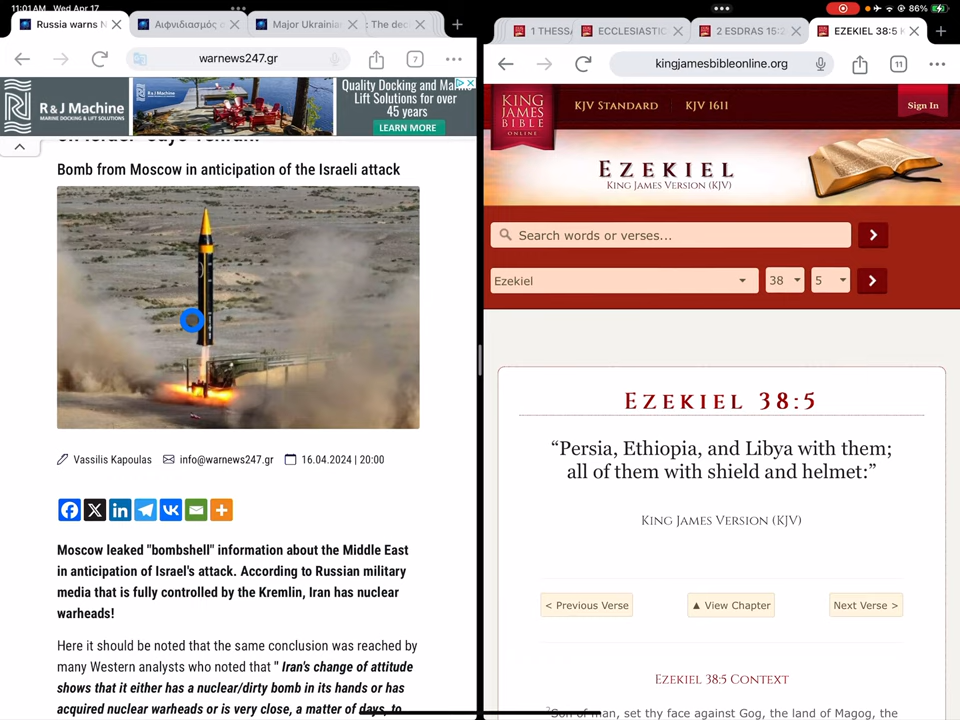 11:01AM Wed Apr 17
86%
Russia warns N
Αιφνιδιασμός σ
Major Ukrainia
: The dec
warnews247.gr
7
R & J Machine
MARINE DOCKING & LIFT SOLUTIONS
R & J Machine
Quality Docking and Marine
Lift Solutions for over
45 years
LEARN MORE
Bomb from Moscow in anticipation of the Israeli attack
Vassilis Kapoulas info@warnews247.gr 16.04.2024 | 20:00
Moscow leaked "bombshell" information about the Middle East
in anticipation of Israel's attack. According to Russian military
media that is fully controlled by the Kremlin, Iran has nuclear
warheads!
Here it should be noted that the same conclusion was reached by
many Western analysts who noted that " Iran's change of attitude
shows that it either has a nuclear/dirty bomb in its hands or has
acquired nuclear warheads or is very close, a matter of days, to
1 THESSA
ECCLESIASTIC
2 ESDRAS 15:2
EZEKIEL 38:5 K
kingjamesbibleonline.org
11
KING
JAMES
BIBLE
ONLINE
KJV Standard
KJV 1611
Sign In
Ezekiel
King James Version (KJV)
Search words or verses...
Ezekiel 38 5
Ezekiel 38:5
“Persia, Ethiopia, and Libya with them;
all of them with shield and helmet:”
King James Version (KJV)
< Previous Verse
▲ View Chapter
Next Verse >
Ezekiel 38:5 Context
2Son of man, set thy face against Gog, the land of Magog, the